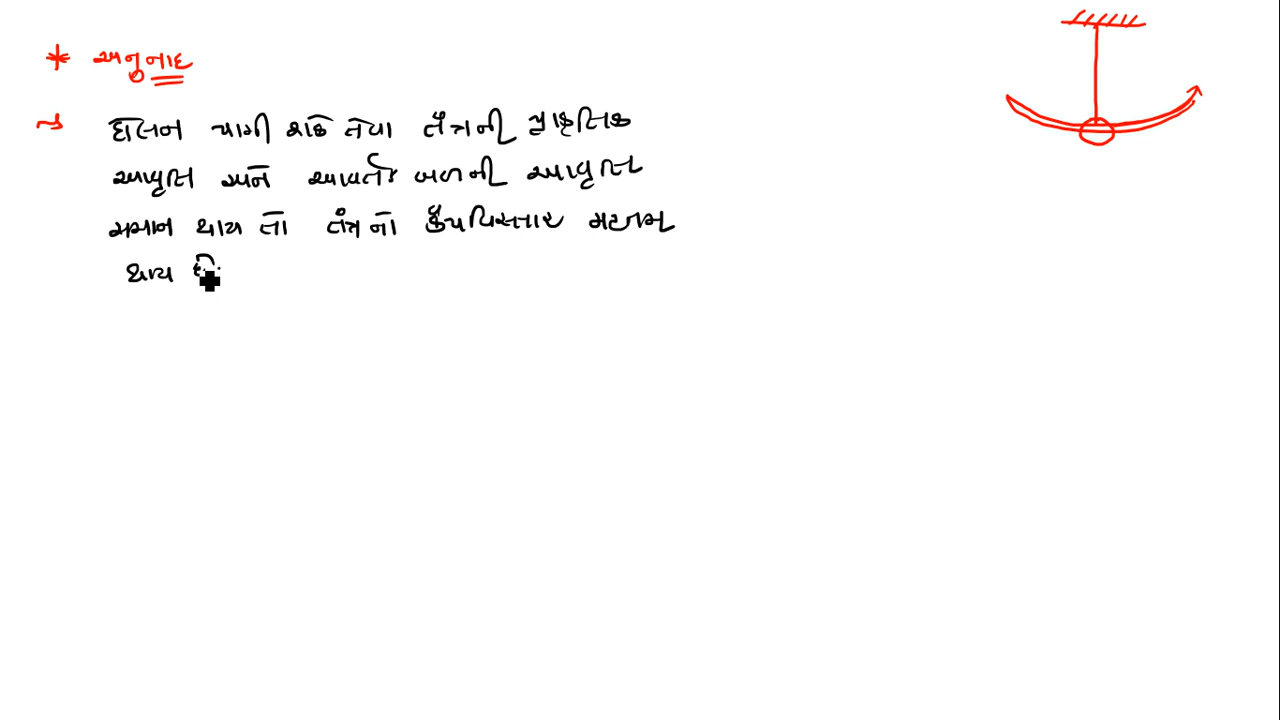 * અનુનાદ
→ દોલન પામી શકે તેવા તંત્રની પ્રાકૃતિક
આવૃત્તિ અને આવર્ત બળની આવૃત્તિ
સમાન થાય તો તંત્રનો કંપવિસ્તાર મહત્તમ
થાય